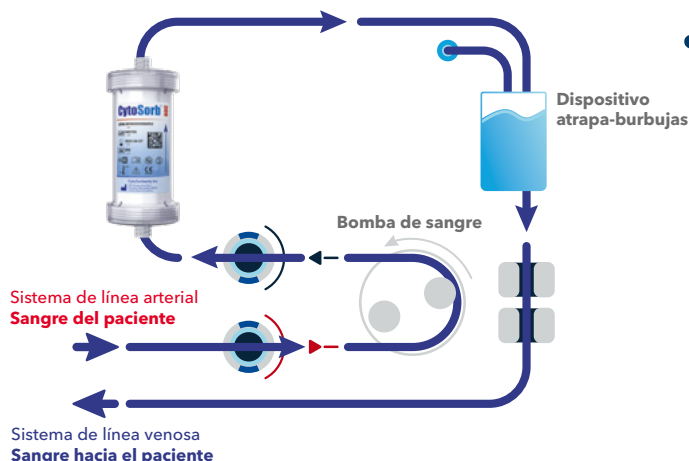 CytoSorb
Dispositivo
atrapa-burbujas
Bomba de sangre
Sistema de línea arterial
Sangre del paciente
Sistema de línea venosa
Sangre hacia el paciente